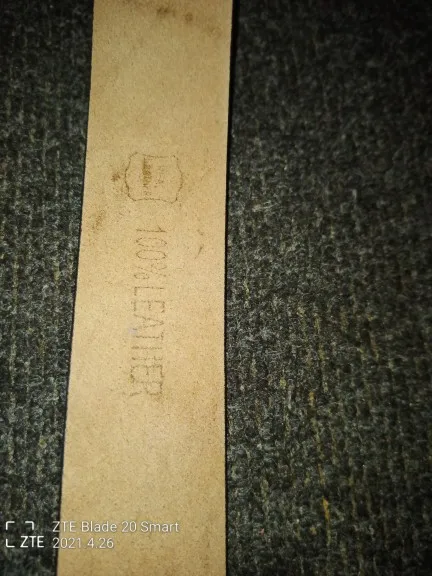 100% LEATHER
ZTE Blade 20 Smart
ZTE 2021 4.26